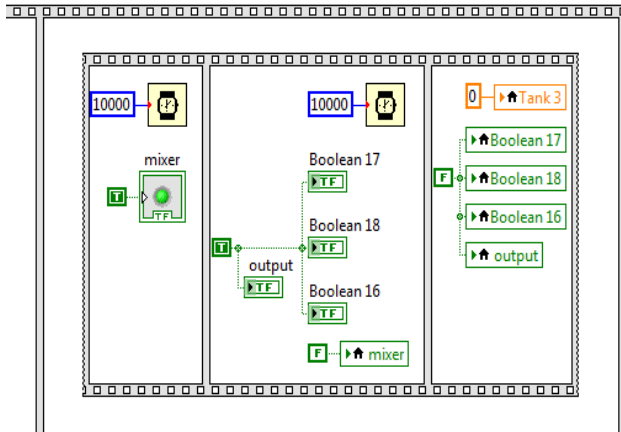 10000
mixer
T
TF
10000
Boolean 17
TF
Boolean 18
T
TF
output
TF
Boolean 16
TF
F
mixer
0
Tank 3
Boolean 17
F
Boolean 18
Boolean 16
output